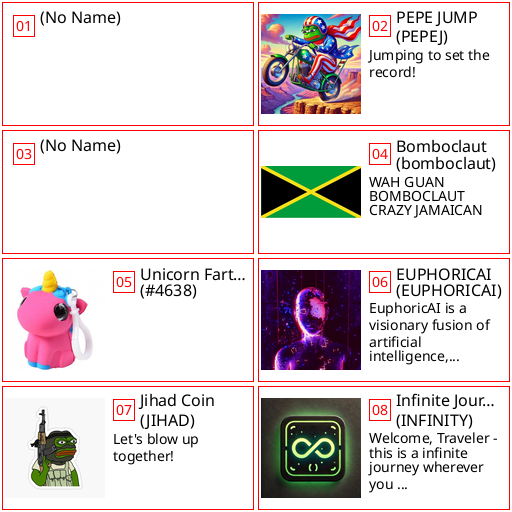 01 (No Name)
02 PEPE JUMP
(PEPEJ)
Jumping to set the
record!
03 (No Name)
04 Bomboclaut
(bomboclaut)
WAH GUAN
BOMBOCLAUT
CRAZY JAMAICAN
05 Unicorn Fart...
(#4638)
06 EUPHORICAI
(EUPHORICAI)
EuphoricAI is a
visionary fusion of
artificial
intelligence,...
07 Jihad Coin
(JIHAD)
Let's blow up
together!
08 Infinite Jour...
(INFINITY)
Welcome, Traveler -
this is a infinite
journey wherever
you ...